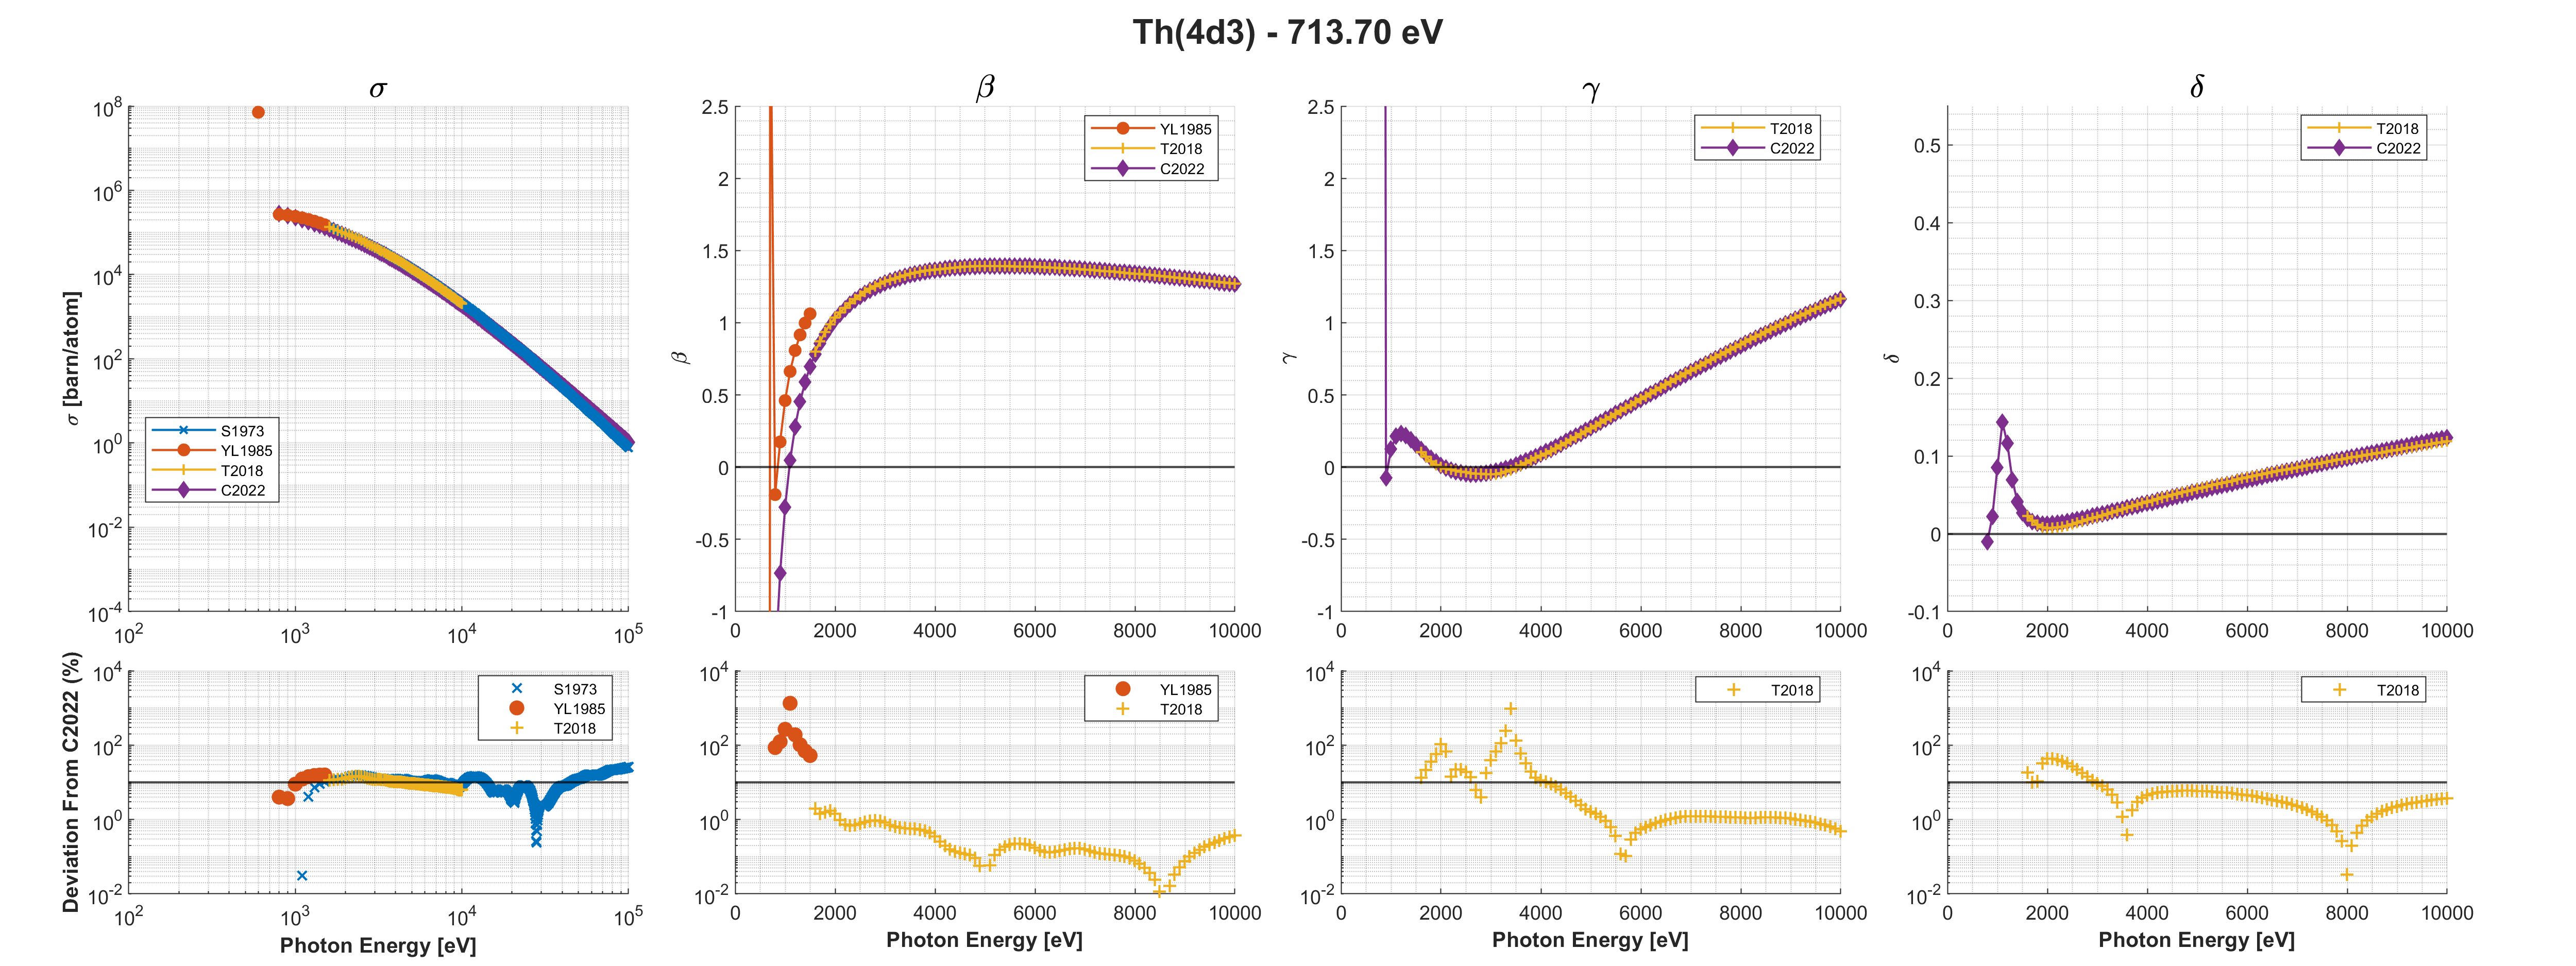 Th(4d3) - 713.70 eV
σ
β
γ
δ
10^8
10^6
10^4
10^2
10^0
10^-2
10^-4
σ [barn/atom]
S1973
YL1985
T2018
C2022
10^2
10^3
10^4
10^5
2.5
2
1.5
1
0.5
0
-0.5
-1
β
YL1985
T2018
C2022
0
2000
4000
6000
8000
10000
2.5
2
1.5
1
0.5
0
-0.5
-1
γ
T2018
C2022
0
2000
4000
6000
8000
10000
0.5
0.4
0.3
0.2
0.1
0
-0.1
δ
T2018
C2022
0
2000
4000
6000
8000
10000
Deviation From C2022 (%)
10^4
10^2
10^0
10^-2
S1973
YL1985
T2018
10^2
10^3
10^4
10^5
Photon Energy [eV]
10^4
10^2
10^0
10^-2
YL1985
T2018
0
2000
4000
6000
8000
10000
Photon Energy [eV]
10^4
10^2
10^0
10^-2
T2018
0
2000
4000
6000
8000
10000
Photon Energy [eV]
10^4
10^2
10^0
10^-2
T2018
0
2000
4000
6000
8000
10000
Photon Energy [eV]